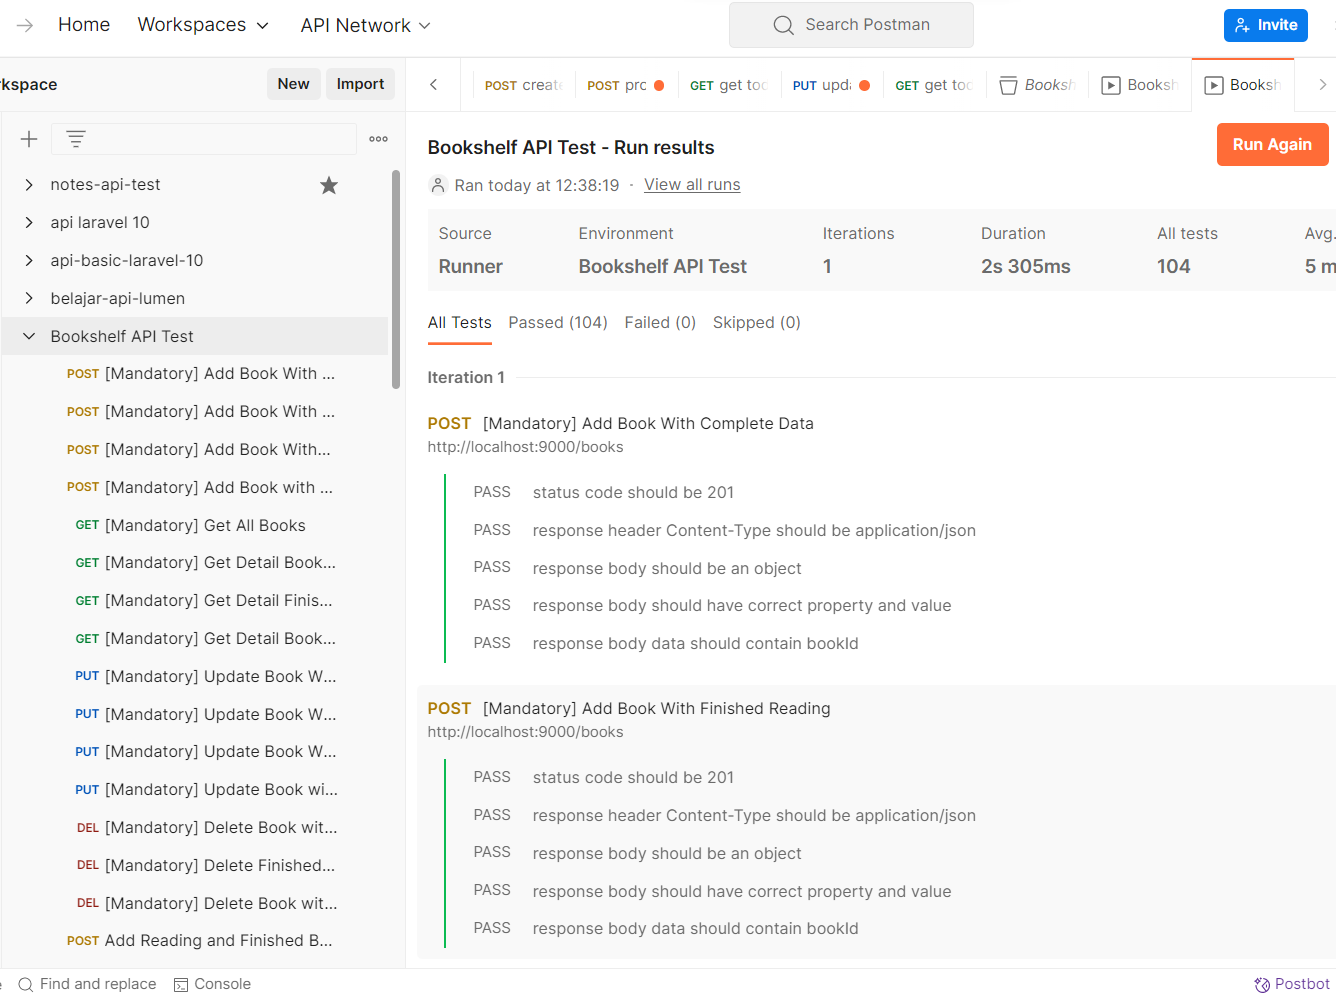 Home
Workspaces
API Network
Search Postman
Invite
kspace
New
Import
POST create
POST pro
GET get too
PUT upda
GET get too
Booksh
Booksh
Booksh
notes-api-test
api laravel 10
api-basic-laravel-10
belajar-api-lumen
Bookshelf API Test
POST [Mandatory] Add Book With ...
POST [Mandatory] Add Book With ...
POST [Mandatory] Add Book With...
POST [Mandatory] Add Book with ...
GET [Mandatory] Get All Books
GET [Mandatory] Get Detail Book...
GET [Mandatory] Get Detail Finis...
GET [Mandatory] Get Detail Book...
PUT [Mandatory] Update Book W...
PUT [Mandatory] Update Book W...
PUT [Mandatory] Update Book W...
PUT [Mandatory] Update Book wi...
DEL [Mandatory] Delete Book wit...
DEL [Mandatory] Delete Finished...
DEL [Mandatory] Delete Book wit...
POST Add Reading and Finished B...
Bookshelf API Test - Run results
Run Again
Ran today at 12:38:19 · View all runs
Source Environment Iterations Duration All tests Avg.
Runner Bookshelf API Test 1 2s 305ms 104 5 m
All Tests Passed (104) Failed (0) Skipped (0)
Iteration 1
POST [Mandatory] Add Book With Complete Data
http://localhost:9000/books
PASS status code should be 201
PASS response header Content-Type should be application/json
PASS response body should be an object
PASS response body should have correct property and value
PASS response body data should contain bookId
POST [Mandatory] Add Book With Finished Reading
http://localhost:9000/books
PASS status code should be 201
PASS response header Content-Type should be application/json
PASS response body should be an object
PASS response body should have correct property and value
PASS response body data should contain bookId
Find and replace
Console
Postbot